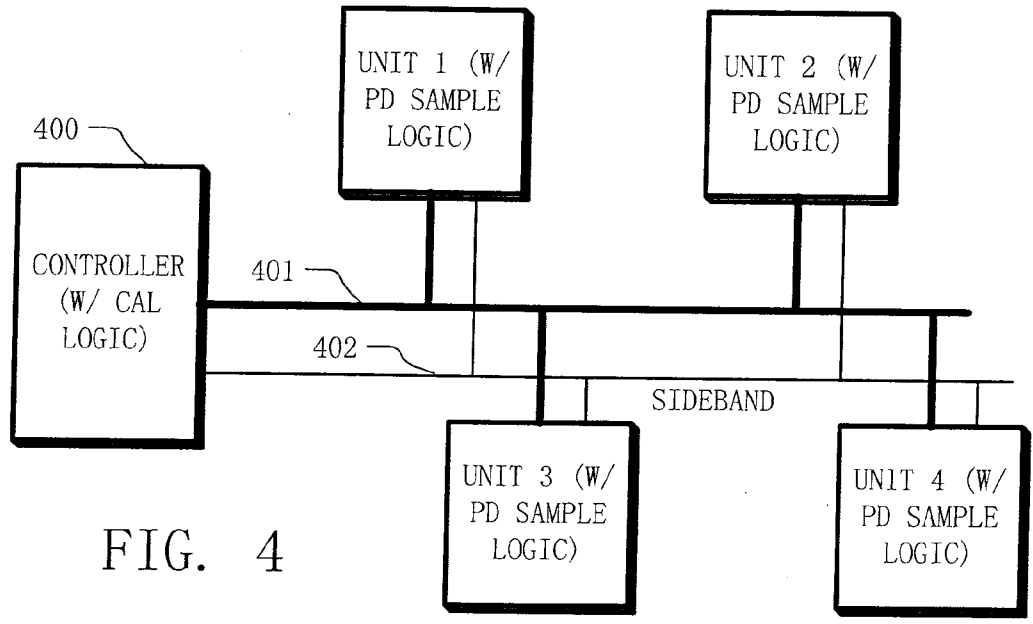 UNIT 1 (W/
PD SAMPLE
LOGIC)
UNIT 2 (W/
PD SAMPLE
LOGIC)
400
CONTROLLER
(W/ CAL
LOGIC)
401
402
SIDEBAND
UNIT 3 (W/
PD SAMPLE
LOGIC)
UNIT 4 (W/
PD SAMPLE
LOGIC)
FIG. 4